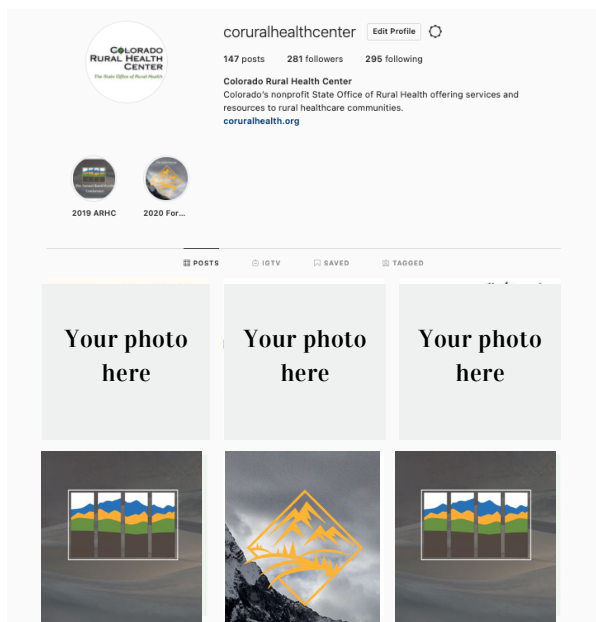 COLORADO
RURAL HEALTH
CENTER
The State Office of Rural Health
coruralhealthcenter
Edit Profile
147 posts 281 followers 295 following
Colorado Rural Health Center
Colorado's nonprofit State Office of Rural Health offering services and
resources to rural healthcare communities.
coruralhealth.org
2019 ARHC 2020 For...
POSTS IGTV SAVED TAGGED
Your photo
here
Your photo
here
Your photo
here